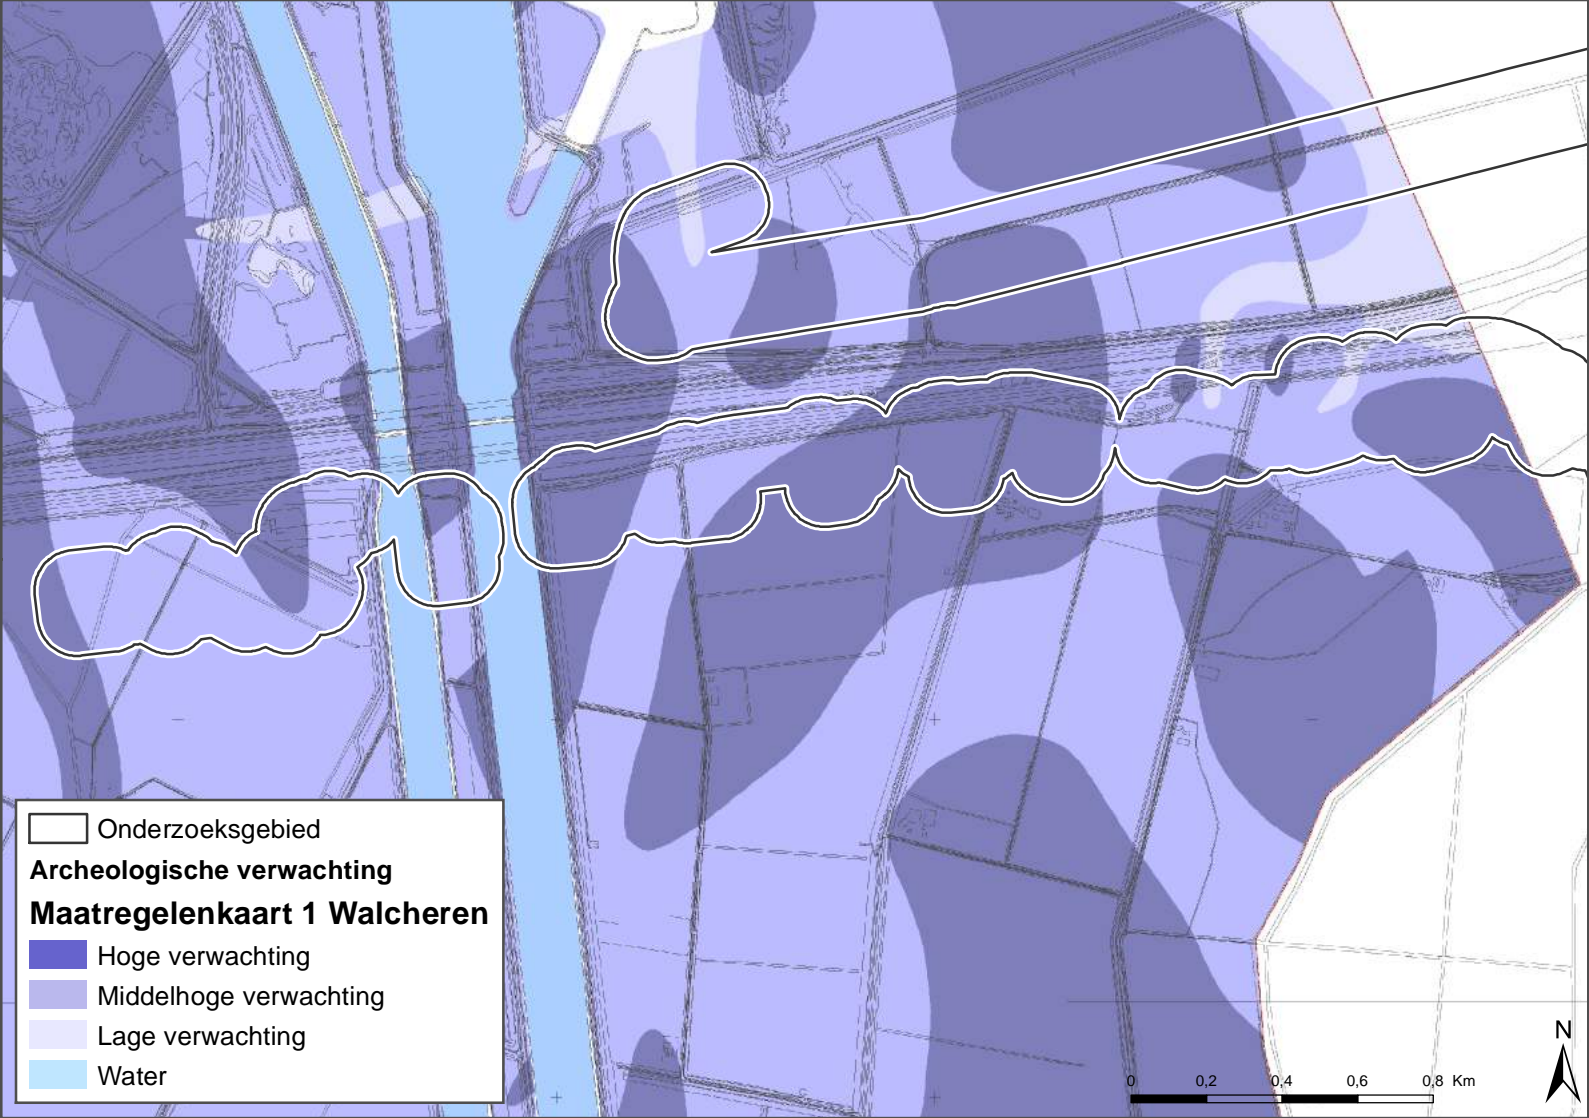 Onderzoeksgebied
Archeologische verwachting
Maatregelenkaart 1 Walcheren
Hoge verwachting
Middelhoge verwachting
Lage verwachting
Water
N
0 0,2 0,4 0,6 0,8 Km